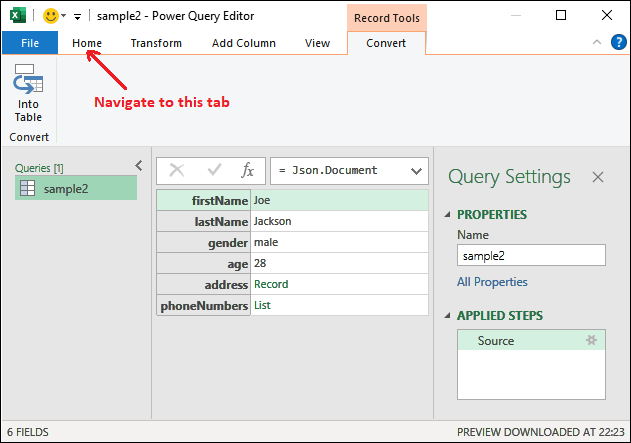 sample2 - Power Query Editor
Record Tools
File Home Transform Add Column View Convert
Navigate to this tab
Into
Table
Convert
Queries [1]
sample2
fx = Json.Document
firstName Joe
lastName Jackson
gender male
age 28
address Record
phoneNumbers List
Query Settings
PROPERTIES
Name
sample2
All Properties
APPLIED STEPS
Source
6 FIELDS
PREVIEW DOWNLOADED AT 22:23